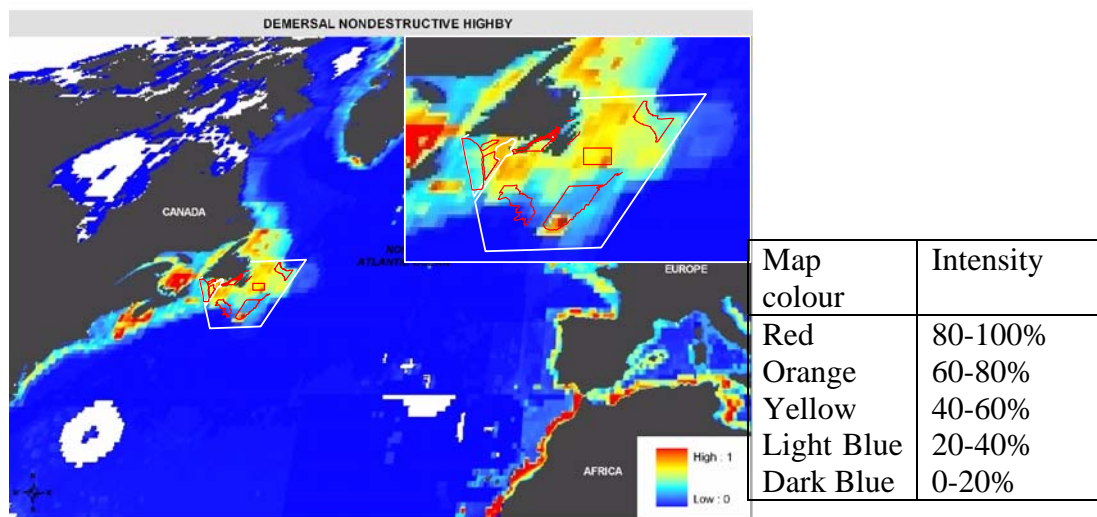 DEMERSAL NONDESTRUCTIVE HIGHBY
CANADA
EUROPE
AFRICA
High : 1
Low : 0
Map colour	Intensity
Red	80-100%
Orange	60-80%
Yellow	40-60%
Light Blue	20-40%
Dark Blue	0-20%